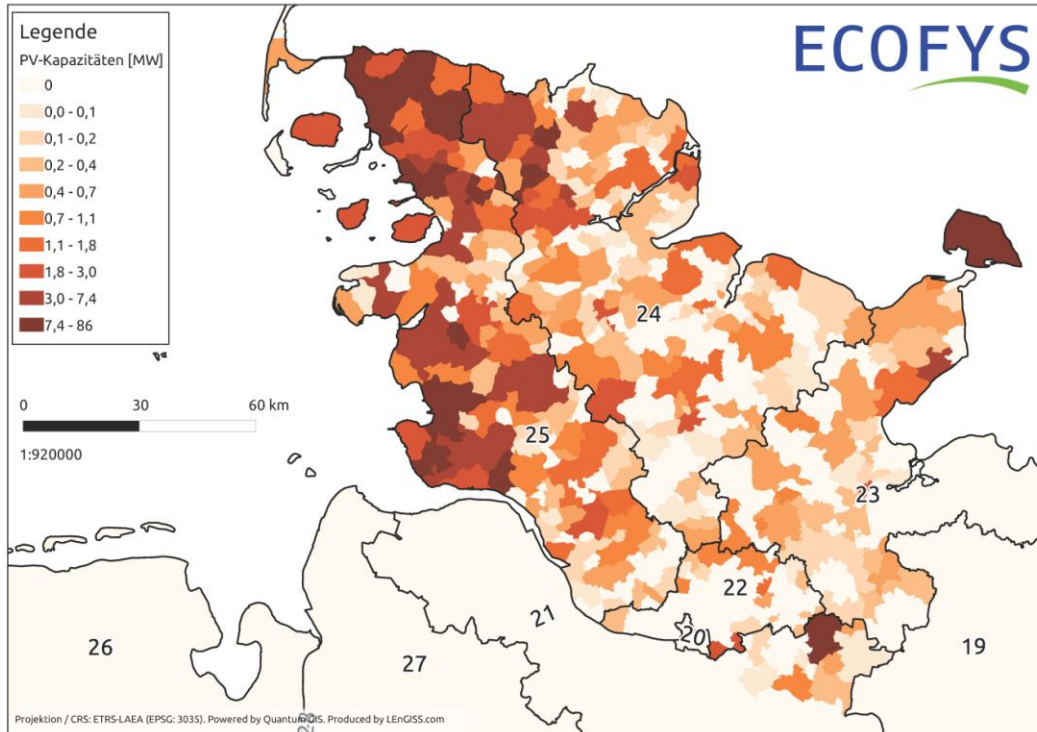 Legende
PV-Kapazitäten [MW]
0
0,0 - 0,1
0,1 - 0,2
0,2 - 0,4
0,4 - 0,7
0,7 - 1,1
1,1 - 1,8
1,8 - 3,0
3,0 - 7,4
7,4 - 86
ECOFYS
24
0 30 60 km
1:920000
25
23
22
21
20
19
26
27
28
Projektion / CRS: ETRS-LAEA (EPSG: 3035). Powered by Quantum GIS. Produced by LEnGISS.com